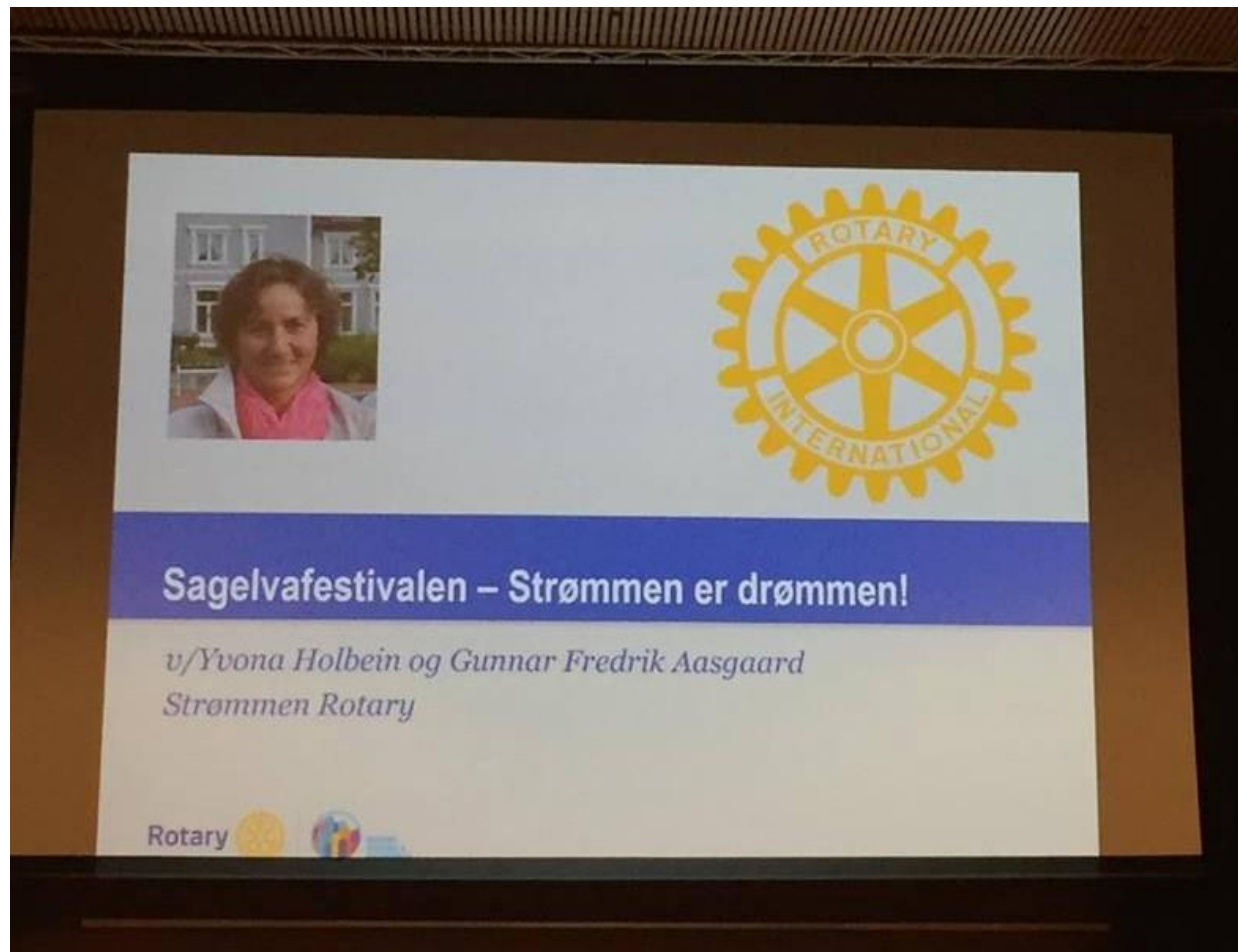 ROTARY
INTERNATIONAL
Sagelvafestivalen – Strømmen er drømmen!
v/Yvona Holbein og Gunnar Fredrik Aasgaard
Strømmen Rotary
Rotary